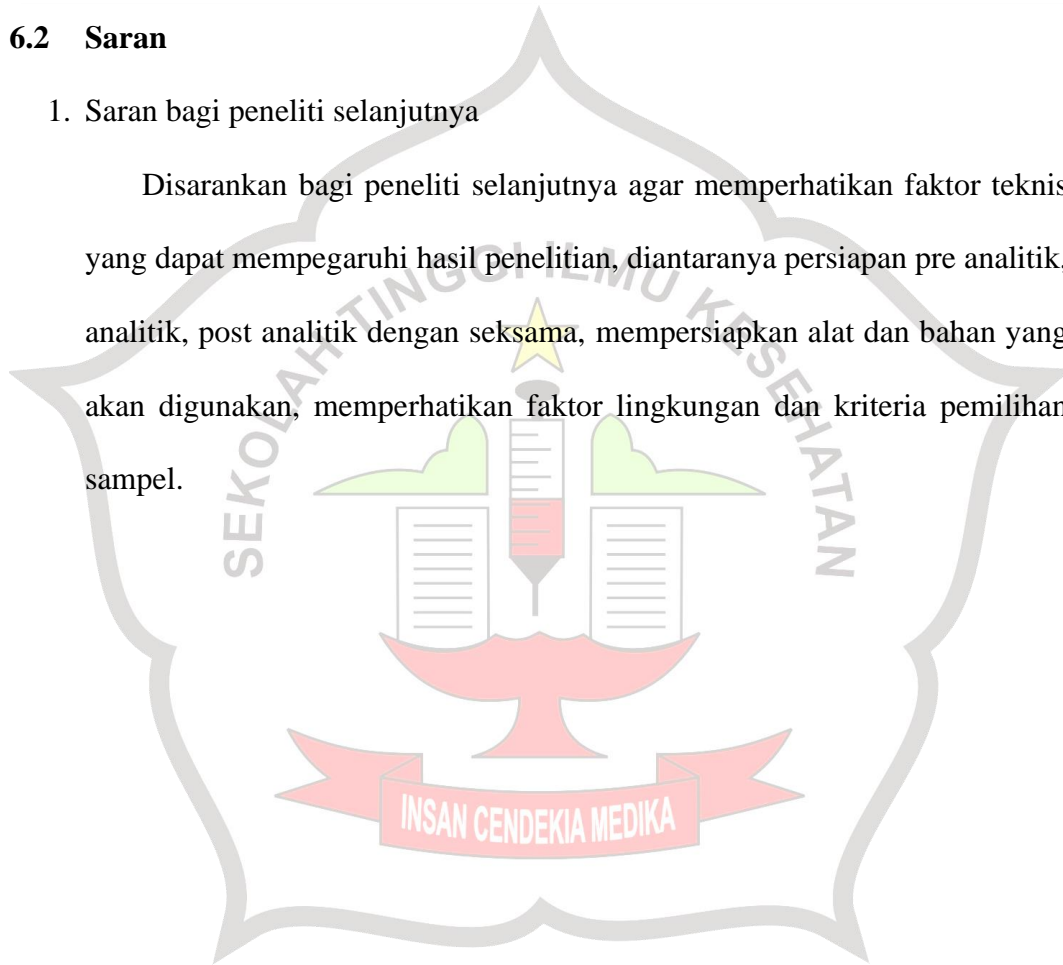 6.2 Saran
1. Saran bagi peneliti selanjutnya
Disarankan bagi peneliti selanjutnya agar memperhatikan faktor teknis
yang dapat mempegaruhi hasil penelitian, diantaranya persiapan pre analitik,
analitik, post analitik dengan seksama, mempersiapkan alat dan bahan yang
akan digunakan, memperhatikan faktor lingkungan dan kriteria pemilihan
sampel.
SEKOLAH TINGGI ILMU KESEHATAN
INSAN CENDEKIA MEDIKA